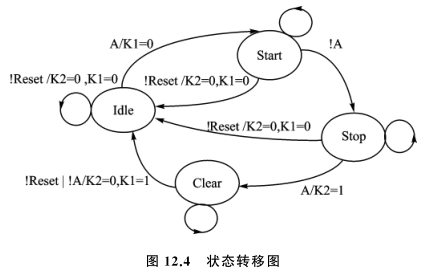 A/K1=0
Start
!A
!Reset /K2=0 ,K1=0
!Reset /K2=0,K1=0
Idle
!Reset /K2=0,K1=0
Stop
Clear
!Reset | !A/K2=0,K1=1
A/K2=1
图 12.4 状态转移图